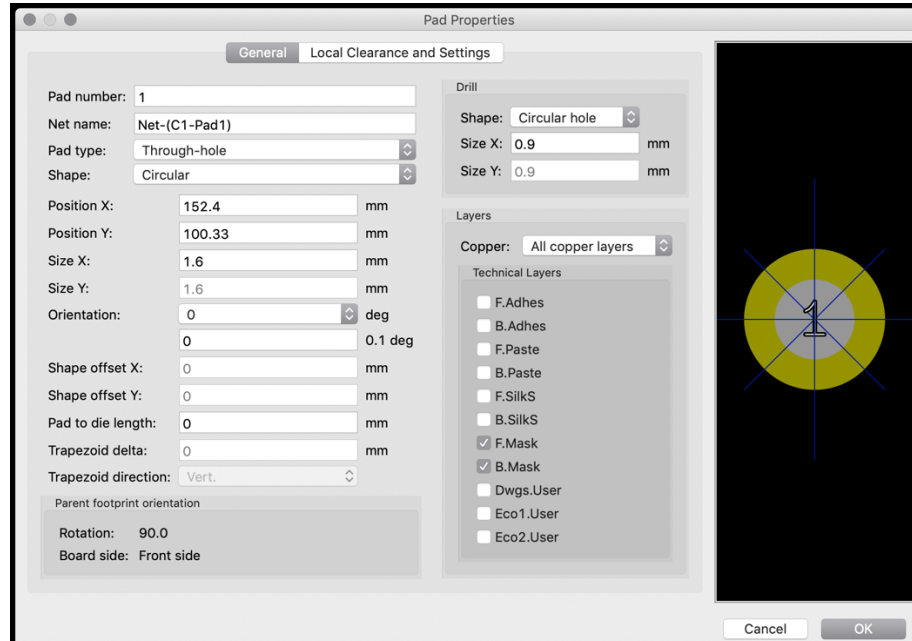 Pad Properties
General
Local Clearance and Settings
Pad number: 1
Net name: Net-(C1-Pad1)
Pad type: Through-hole
Shape: Circular
Position X: 152.4 mm
Position Y: 100.33 mm
Size X: 1.6 mm
Size Y: 1.6 mm
Orientation: 0 deg
0 0.1 deg
Shape offset X: 0 mm
Shape offset Y: 0 mm
Pad to die length: 0 mm
Trapezoid delta: 0 mm
Trapezoid direction: Vert.
Parent footprint orientation
Rotation: 90.0
Board side: Front side
Drill
Shape: Circular hole
Size X: 0.9 mm
Size Y: 0.9 mm
Layers
Copper: All copper layers
Technical Layers
F.Adhes
B.Adhes
F.Paste
B.Paste
F.SilkS
B.SilkS
F.Mask
B.Mask
Dwgs.User
Eco1.User
Eco2.User
1
Cancel
OK